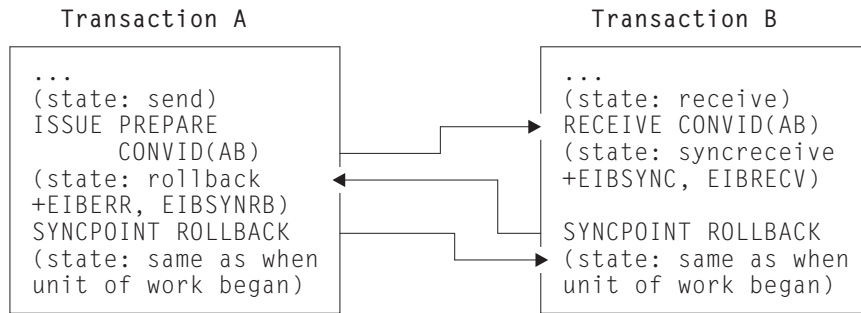 Transaction A
...
(state: send)
ISSUE PREPARE
CONVID(AB)
(state: rollback
+EIBERR, EIBSYNRB)
SYNCPOINT ROLLBACK
(state: same as when
unit of work began)
Transaction B
...
(state: receive)
RECEIVE CONVID(AB)
(state: syncreceive
+EIBSYNC, EIBRECV)
SYNCPOINT ROLLBACK
(state: same as when
unit of work began)